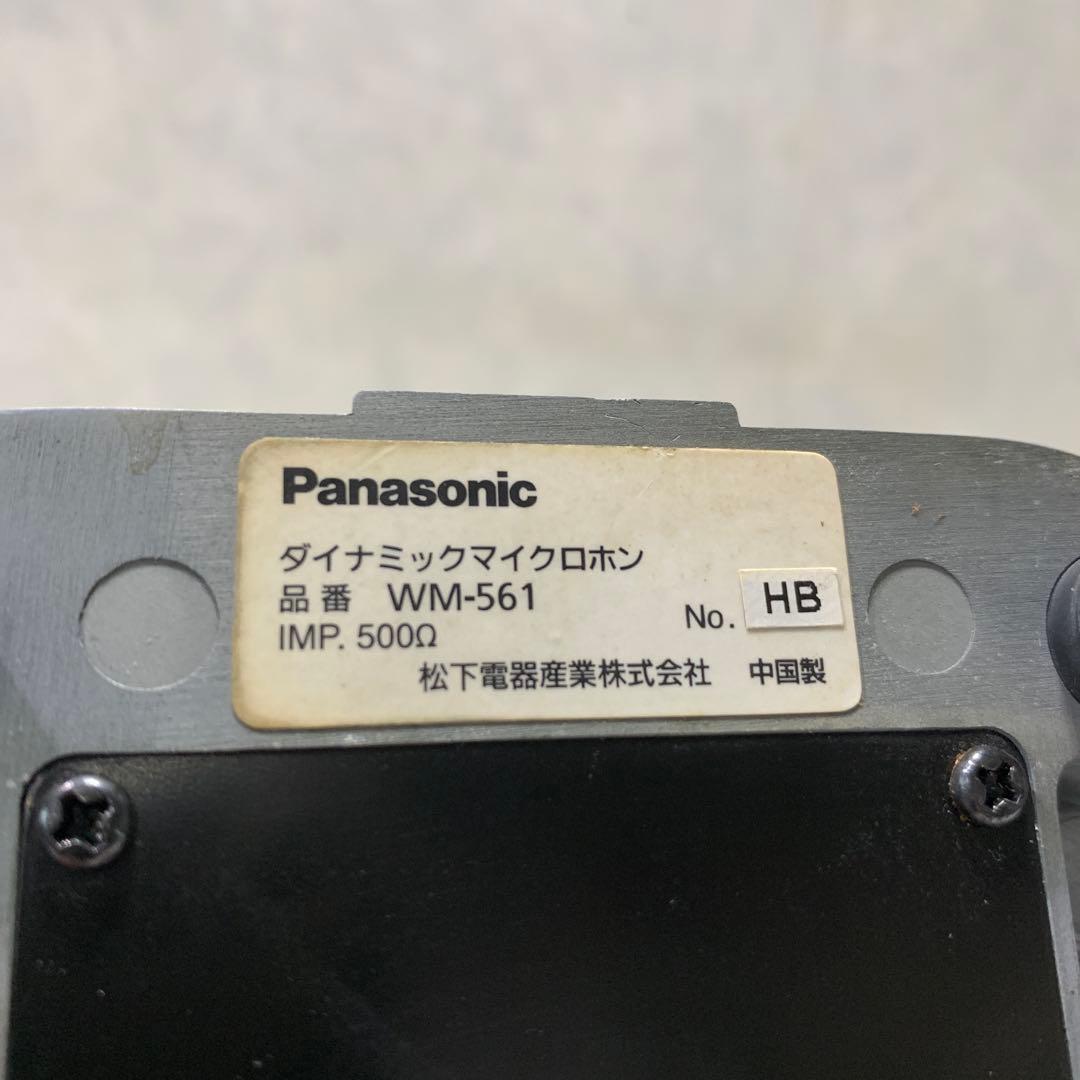 Panasonic
ダイナミックマイクロホン
品番 WM-561
IMP. 500Ω
No. HB
松下電器産業株式会社 中国製